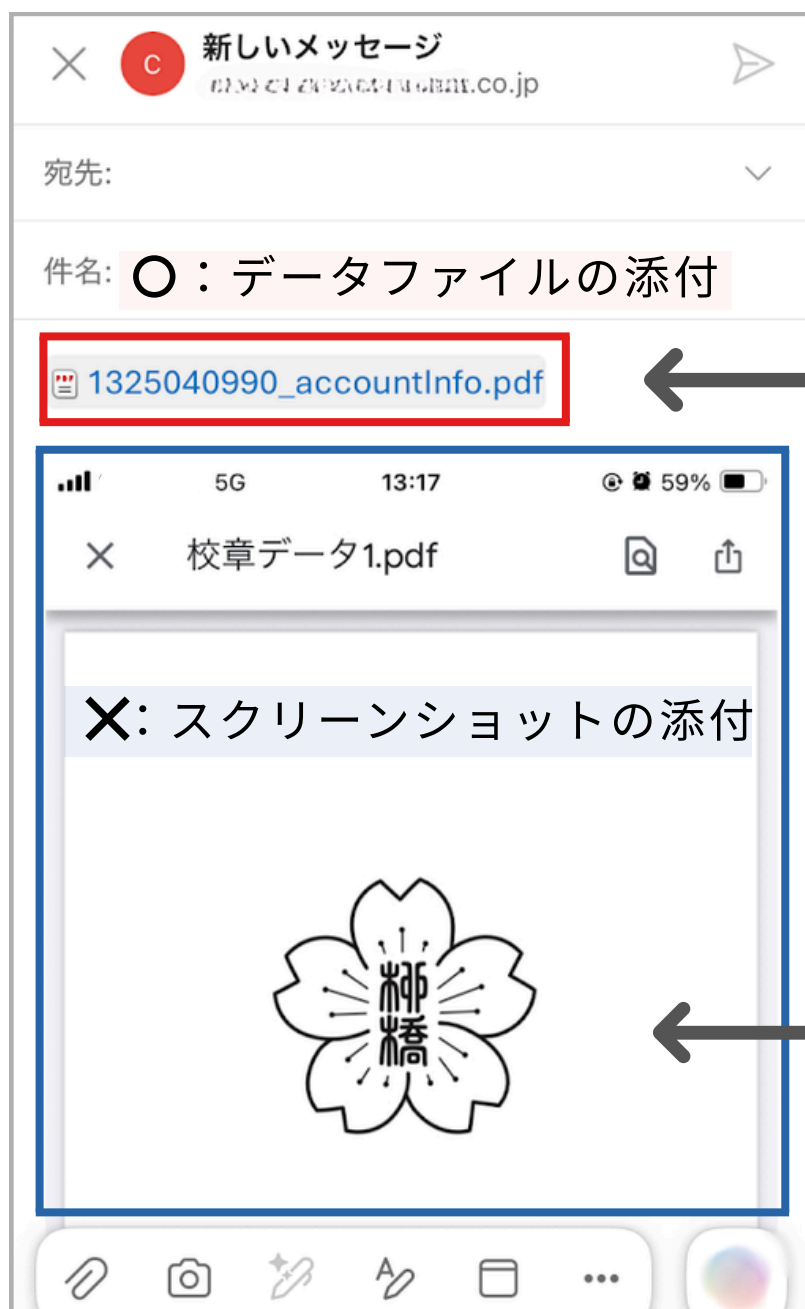 C
新しいメッセージ
.co.jp
宛先:
件名: 〇：データファイルの添付
1325040990_accountInfo.pdf
5G 13:17 59%
校章データ1.pdf
×: スクリーンショットの添付
柳
橋